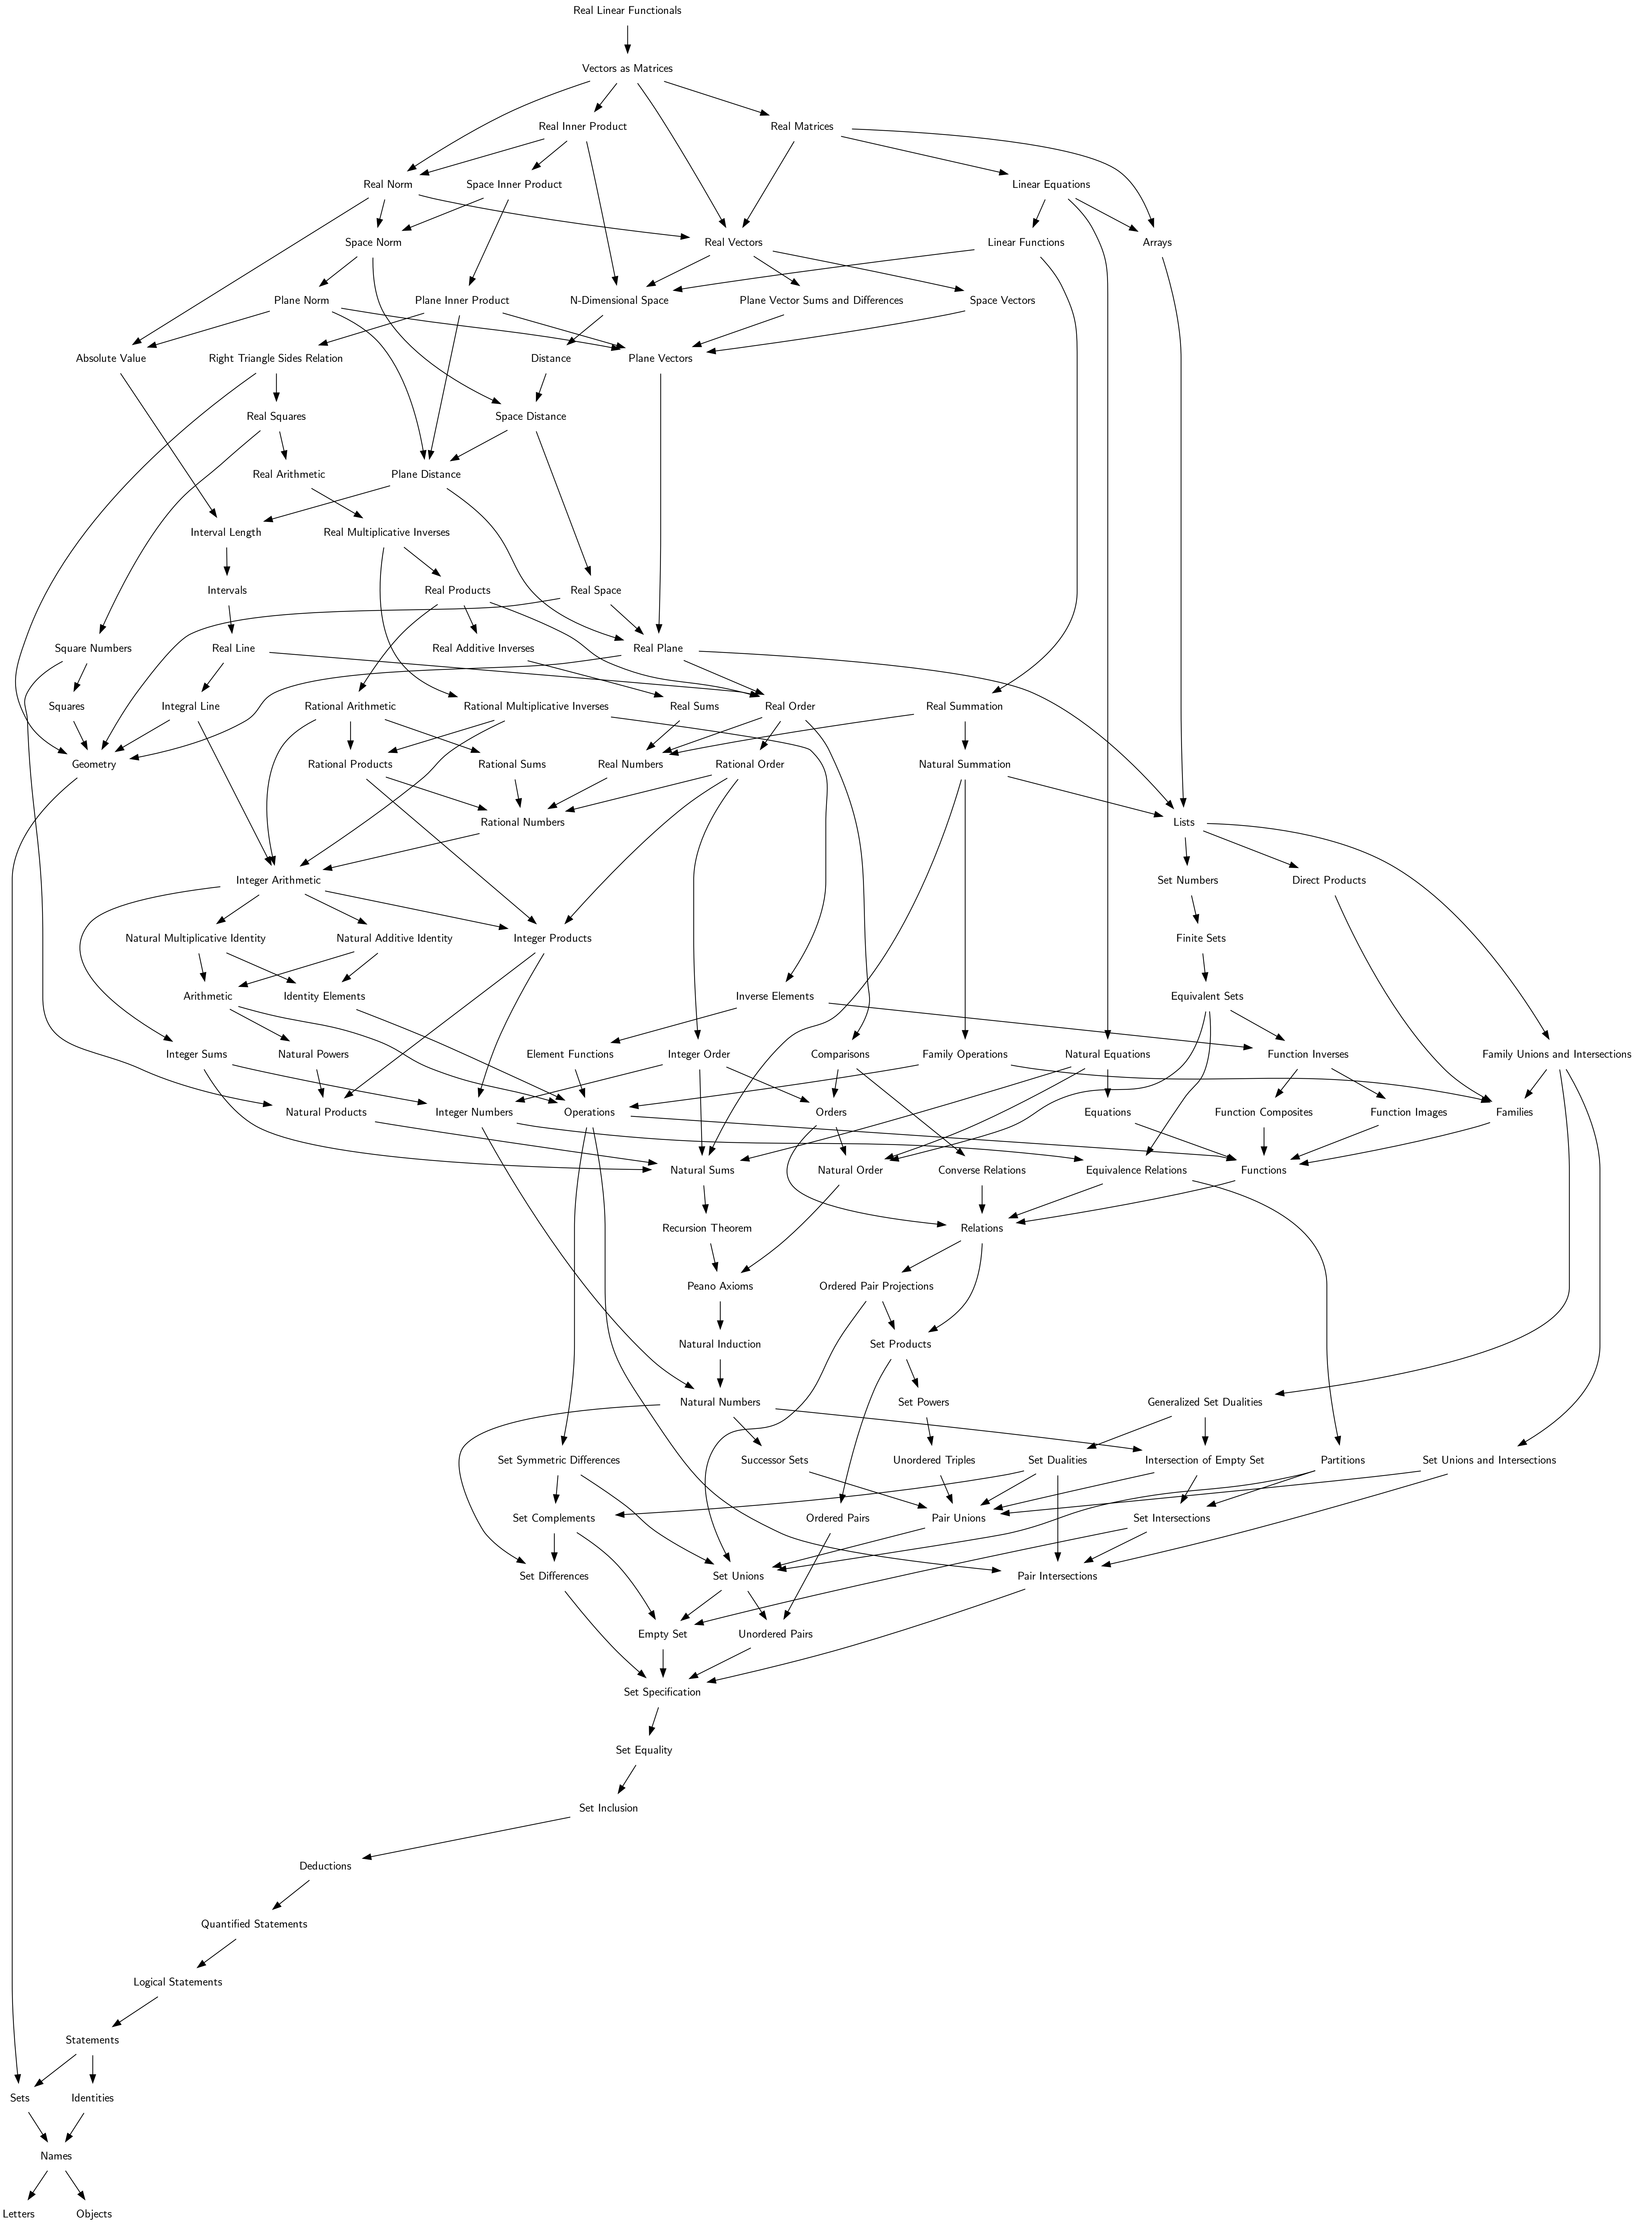 Real Linear Functionals
Vectors as Matrices
Real Inner Product
Real Matrices
Real Norm
Space Inner Product
Linear Equations
Space Norm
Real Vectors
Linear Functions
Arrays
Plane Norm
Plane Inner Product
N-Dimensional Space
Plane Vector Sums and Differences
Space Vectors
Absolute Value
Right Triangle Sides Relation
Distance
Plane Vectors
Real Squares
Space Distance
Real Arithmetic
Plane Distance
Interval Length
Real Multiplicative Inverses
Intervals
Real Products
Real Space
Square Numbers
Real Line
Real Additive Inverses
Real Plane
Squares
Integral Line
Rational Arithmetic
Rational Multiplicative Inverses
Real Sums
Real Order
Real Summation
Geometry
Rational Products
Rational Sums
Real Numbers
Rational Order
Natural Summation
Rational Numbers
Lists
Integer Arithmetic
Set Numbers
Direct Products
Natural Multiplicative Identity
Natural Additive Identity
Integer Products
Finite Sets
Arithmetic
Identity Elements
Inverse Elements
Equivalent Sets
Integer Sums
Natural Powers
Element Functions
Integer Order
Comparisons
Family Operations
Natural Equations
Function Inverses
Family Unions and Intersections
Natural Products
Integer Numbers
Operations
Orders
Equations
Function Composites
Function Images
Families
Natural Sums
Natural Order
Converse Relations
Equivalence Relations
Functions
Recursion Theorem
Relations
Peano Axioms
Ordered Pair Projections
Natural Induction
Set Products
Natural Numbers
Set Powers
Generalized Set Dualities
Set Symmetric Differences
Successor Sets
Unordered Triples
Set Dualities
Intersection of Empty Set
Partitions
Set Unions and Intersections
Set Complements
Ordered Pairs
Pair Unions
Set Intersections
Set Differences
Set Unions
Pair Intersections
Empty Set
Unordered Pairs
Set Specification
Set Equality
Set Inclusion
Deductions
Quantified Statements
Logical Statements
Statements
Sets
Identities
Names
Letters
Objects